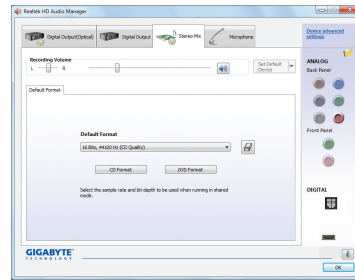 Realtek HD Audio Manager
Digital Output(Optical)
Digital Output
Stereo Mix
Microphone
Device advanced
settings
Recording Volume
L
R
Set Default
Device
ANALOG
Back Panel
Default Format
Default Format
16 Bits, 44100 Hz (CD Quality)
CD Format
DVD Format
Select the sample rate and bit depth to be used when running in shared
mode.
Front Panel
DIGITAL
GIGABYTE
TECHNOLOGY
OK